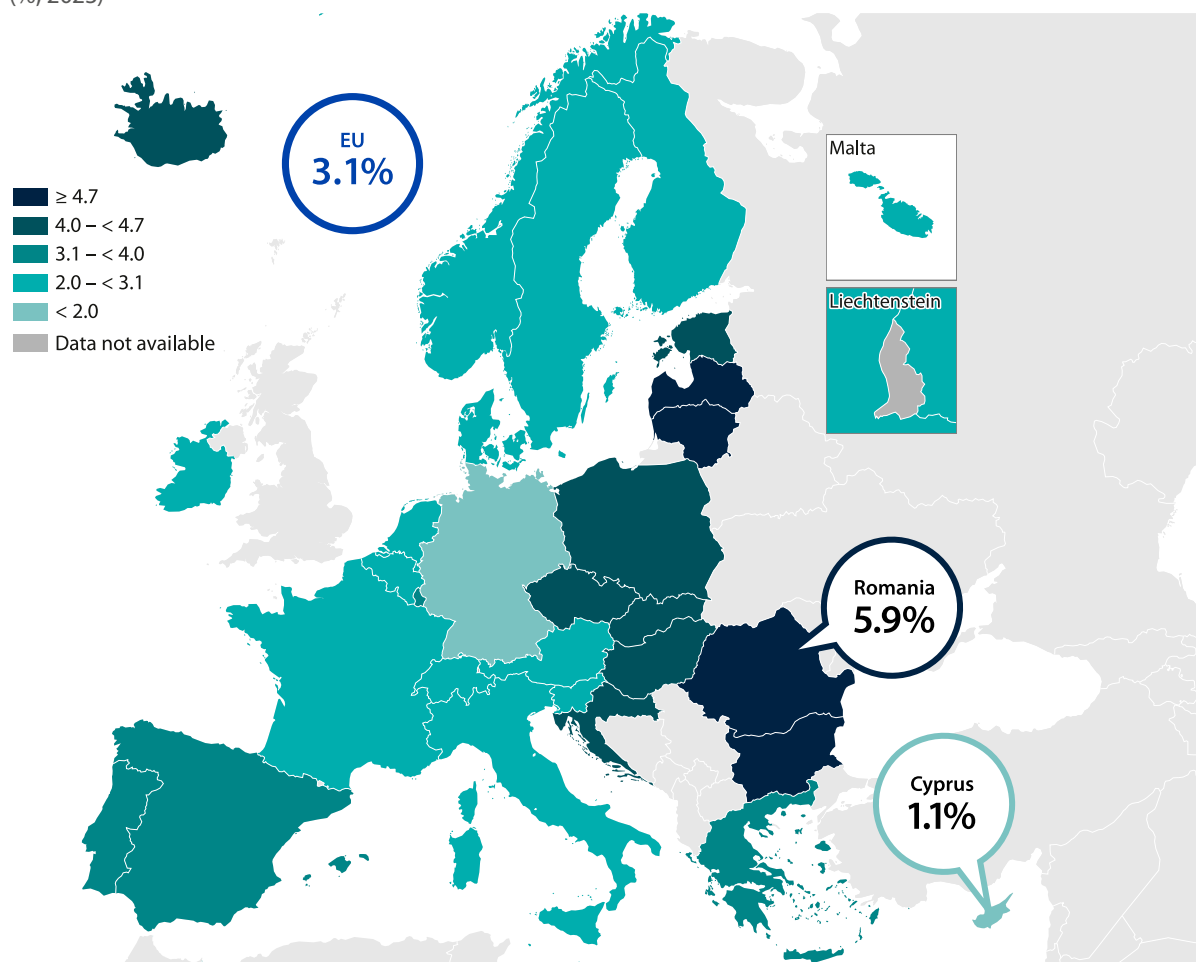 (%, 2023)
EU
3.1%
≥ 4.7
4.0 – < 4.7
3.1 – < 4.0
2.0 – < 3.1
< 2.0
Data not available
Malta
Liechtenstein
Romania
5.9%
Cyprus
1.1%